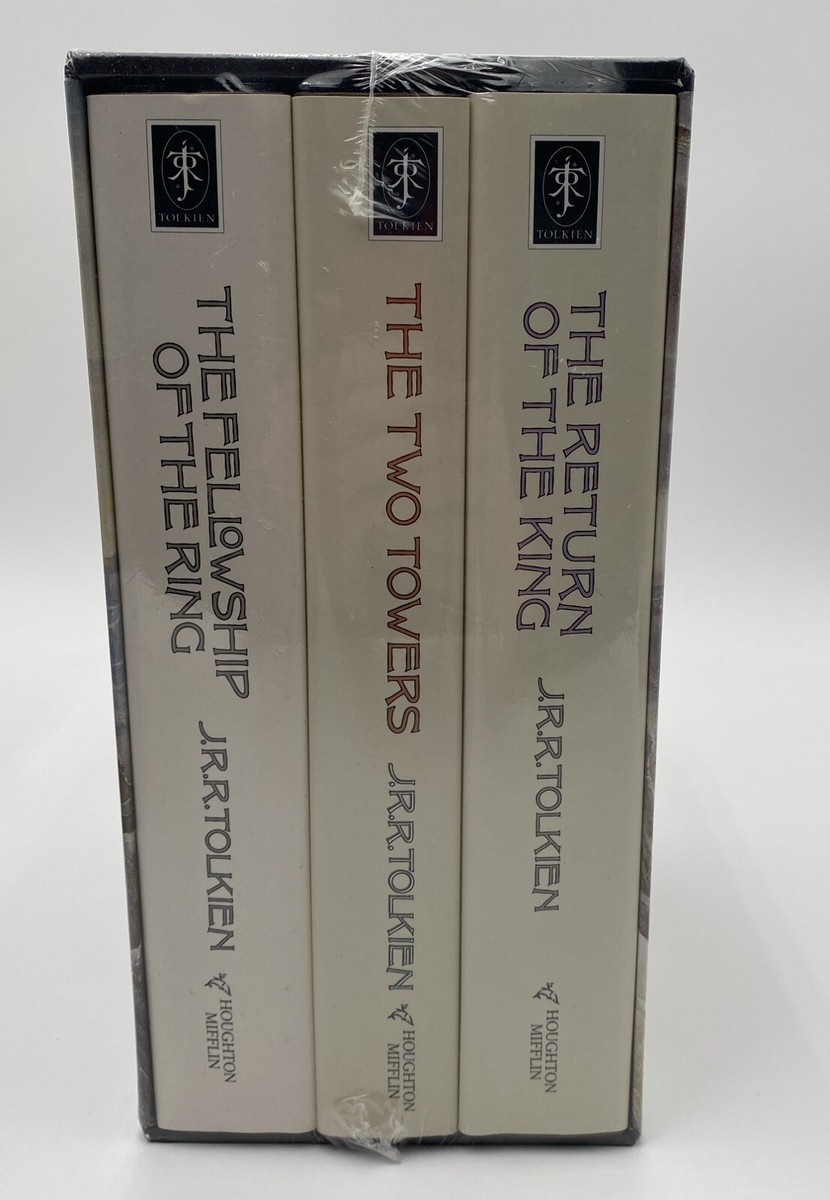 TOLKIEN
THE FELLOWSHIP
OF THE RING
J.R.R. TOLKIEN
HOUGHTON
MIFFLIN
TOLKIEN
THE TWO TOWERS
J.R.R. TOLKIEN
HOUGHTON
MIFFLIN
TOLKIEN
THE RETURN
OF THE KING
J.R.R. TOLKIEN
HOUGHTON
MIFFLIN